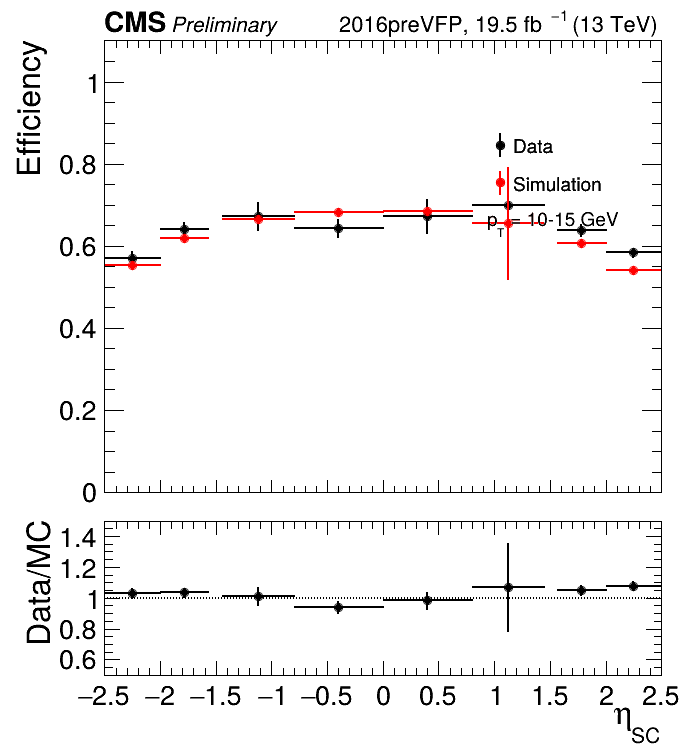 CMS Preliminary 2016preVFP, 19.5 fb⁻¹ (13 TeV)
Efficiency
1
0.8
0.6
0.4
0.2
0
Data
Simulation
p_T = 10-15 GeV
Data/MC
1.4
1.2
1
0.8
0.6
−2.5 −2 −1.5 −1 −0.5 0 0.5 1 1.5 2 2.5
η_SC